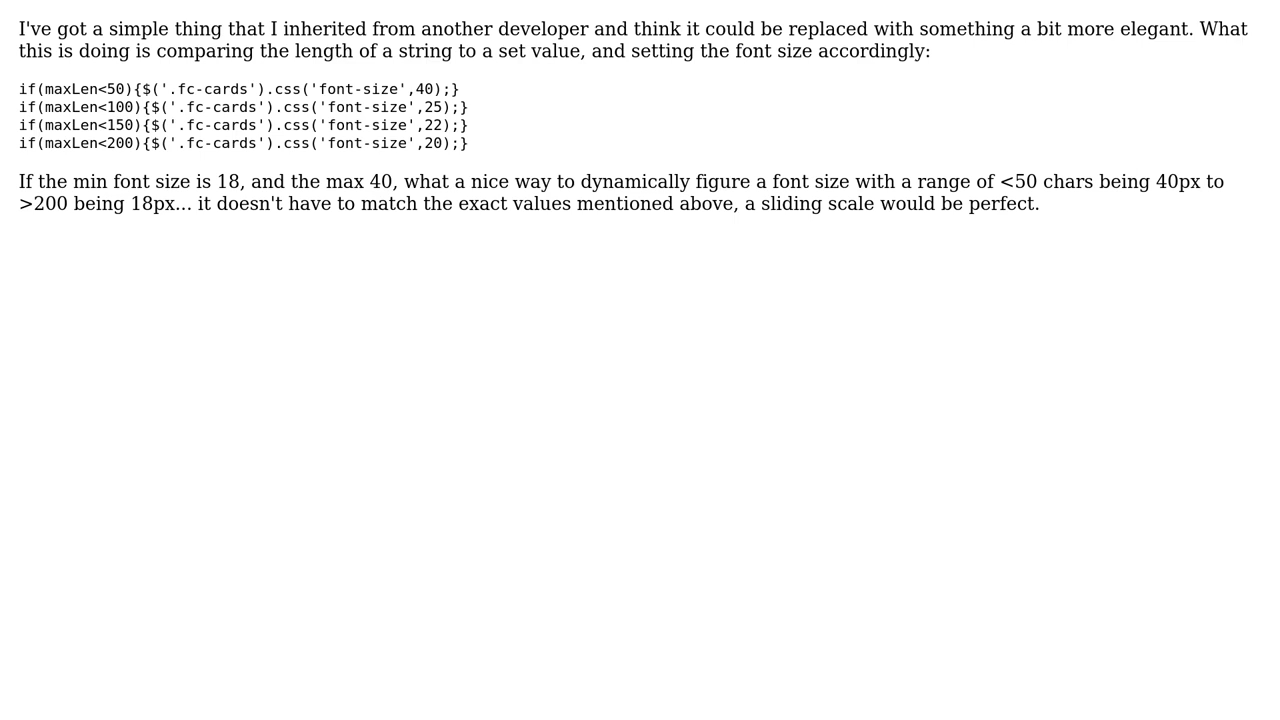 I've got a simple thing that I inherited from another developer and think it could be replaced with something a bit more elegant. What
this is doing is comparing the length of a string to a set value, and setting the font size accordingly:
if(maxLen<50){$('.fc-cards').css('font-size',40);}
if(maxLen<100){$('.fc-cards').css('font-size',25);}
if(maxLen<150){$('.fc-cards').css('font-size',22);}
if(maxLen<200){$('.fc-cards').css('font-size',20);}
If the min font size is 18, and the max 40, what a nice way to dynamically figure a font size with a range of <50 chars being 40px to
>200 being 18px... it doesn't have to match the exact values mentioned above, a sliding scale would be perfect.